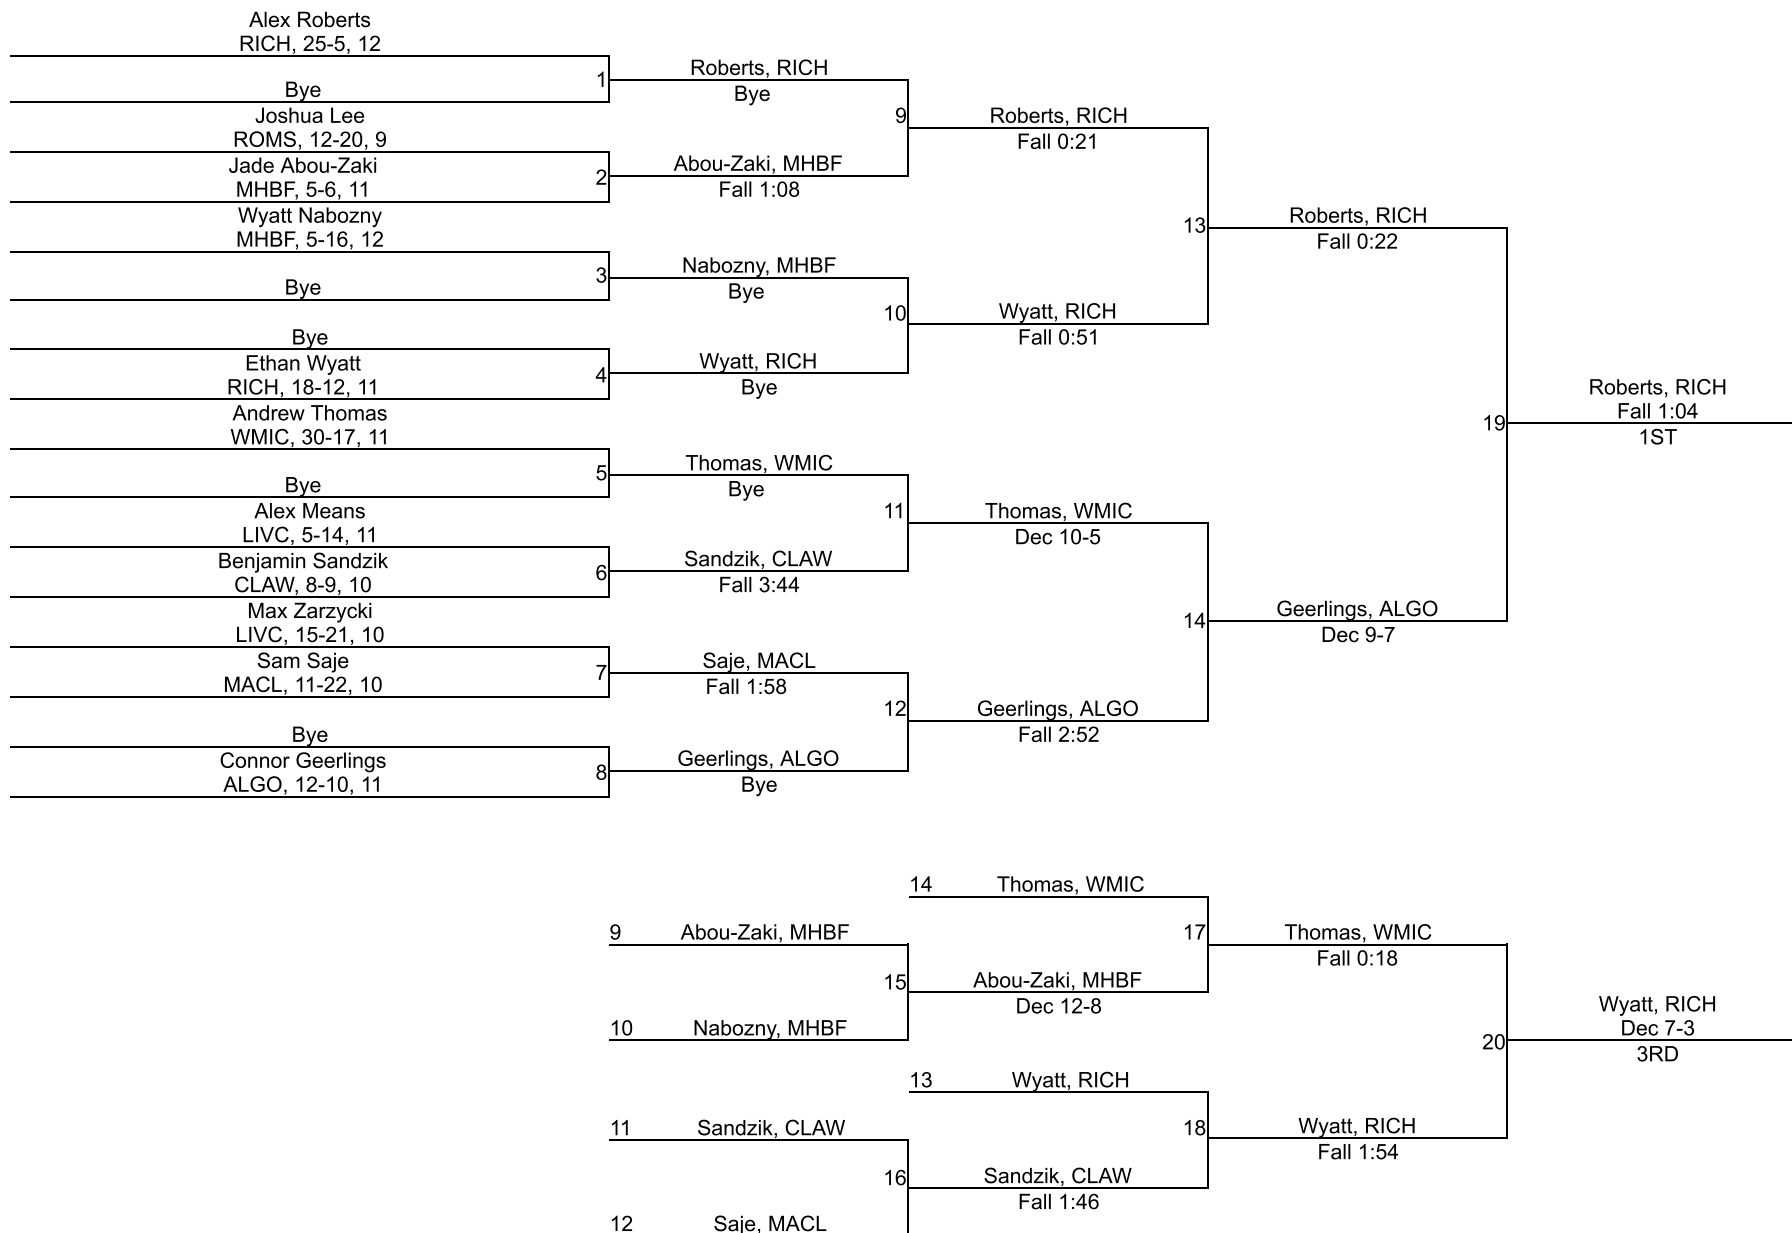 Alex Roberts
RICH, 25-5, 12
1
Bye
Roberts, RICH
Bye
Joshua Lee
ROMS, 12-20, 9
2
Jade Abou-Zaki
MHBF, 5-6, 11
Abou-Zaki, MHBF
Fall 1:08
9
Roberts, RICH
Fall 0:21
Wyatt Nabozny
MHBF, 5-16, 12
3
Bye
Nabozny, MHBF
Bye
Bye
4
Ethan Wyatt
RICH, 18-12, 11
Wyatt, RICH
Bye
10
Wyatt, RICH
Fall 0:51
13
Roberts, RICH
Fall 0:22
Andrew Thomas
WMIC, 30-17, 11
5
Bye
Thomas, WMIC
Bye
Alex Means
LIVC, 5-14, 11
6
Benjamin Sandzik
CLAW, 8-9, 10
Sandzik, CLAW
Fall 3:44
11
Thomas, WMIC
Dec 10-5
Max Zarzycki
LIVC, 15-21, 10
7
Sam Saje
MACL, 11-22, 10
Saje, MACL
Fall 1:58
Bye
8
Connor Geerlings
ALGO, 12-10, 11
Geerlings, ALGO
Bye
12
Geerlings, ALGO
Fall 2:52
14
Geerlings, ALGO
Dec 9-7
19
Roberts, RICH
Fall 1:04
1ST
14
Thomas, WMIC
9
Abou-Zaki, MHBF
15
10
Nabozny, MHBF
Abou-Zaki, MHBF
Dec 12-8
17
Thomas, WMIC
Fall 0:18
13
Wyatt, RICH
11
Sandzik, CLAW
16
12
Saje, MACL
Sandzik, CLAW
Fall 1:46
18
Wyatt, RICH
Fall 1:54
20
Wyatt, RICH
Dec 7-3
3RD